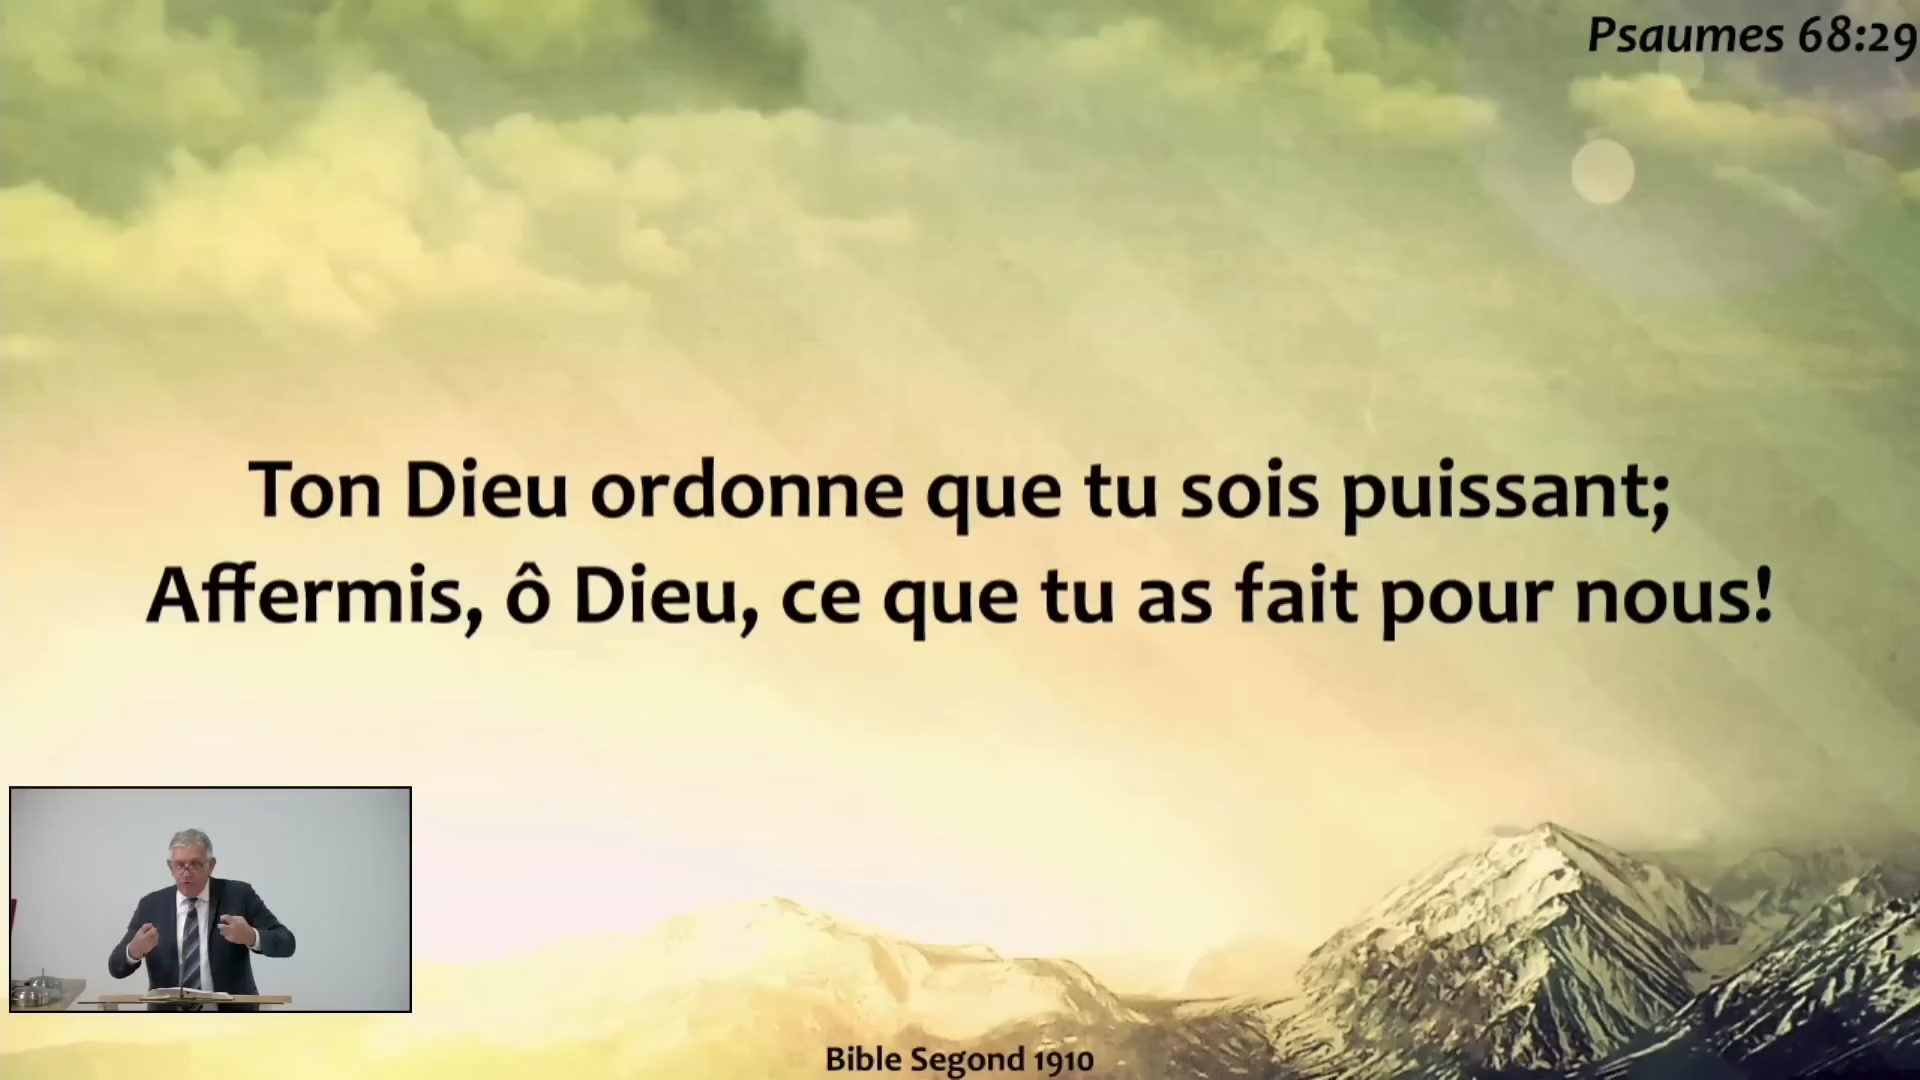 Psaumes 68:29
Ton Dieu ordonne que tu sois puissant;
Affermis, ô Dieu, ce que tu as fait pour nous!
Bible Segond 1910